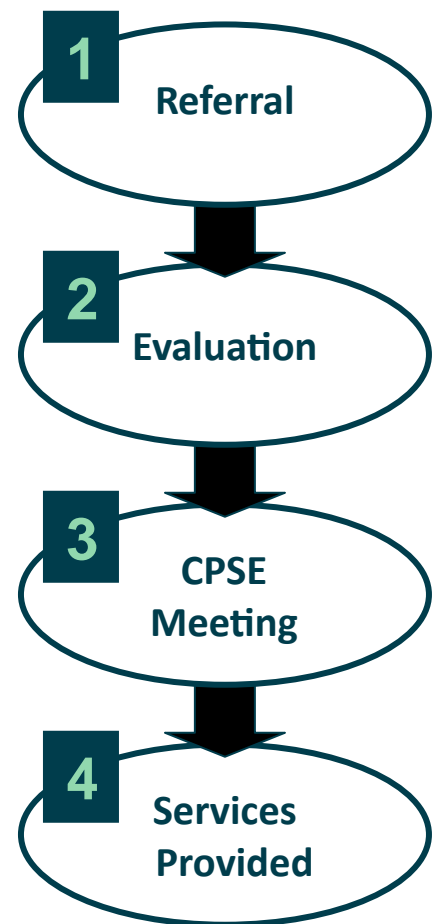 1
Referral
2
Evaluation
3
CPSE
Meeting
4
Services
Provided